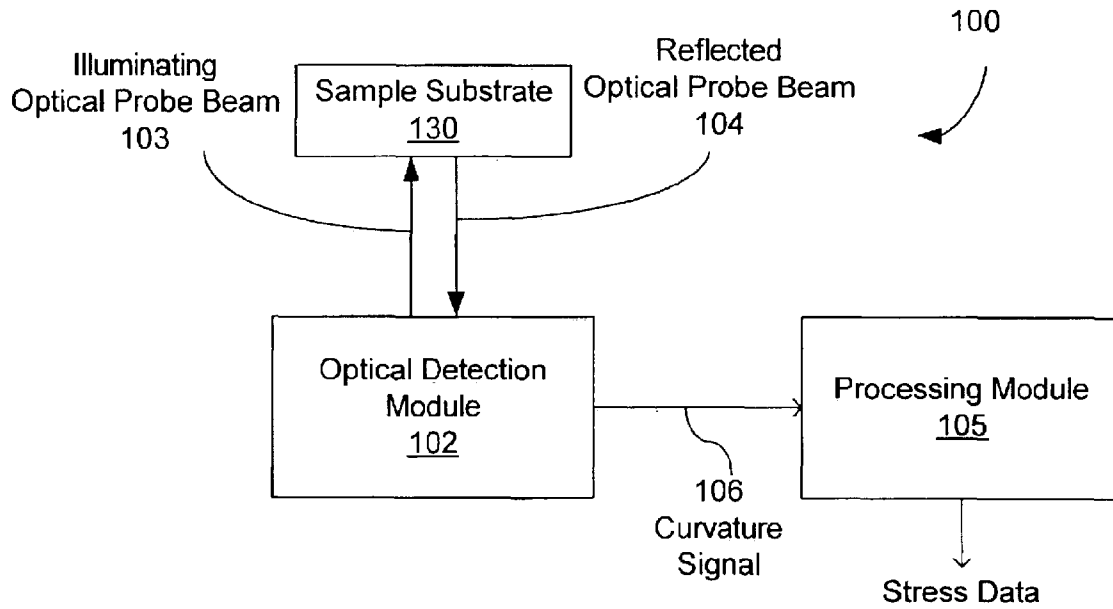 100
Illuminating
Optical Probe Beam
103
Sample Substrate
130
Reflected
Optical Probe Beam
104
Optical Detection
Module
102
Processing Module
105
106
Curvature
Signal
Stress Data